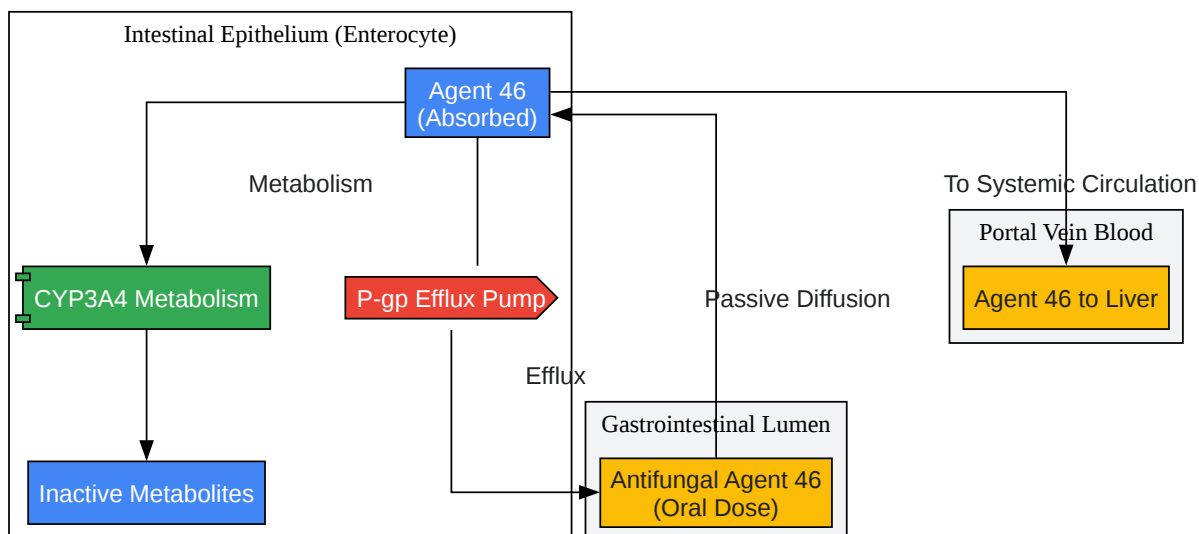 Intestinal Epithelium (Enterocyte)
Agent 46
(Absorbed)
Metabolism
To Systemic Circulation
Portal Vein Blood
CYP3A4 Metabolism
P-gp Efflux Pump
Passive Diffusion
Agent 46 to Liver
Efflux
Gastrointestinal Lumen
Inactive Metabolites
Antifungal Agent 46
(Oral Dose)